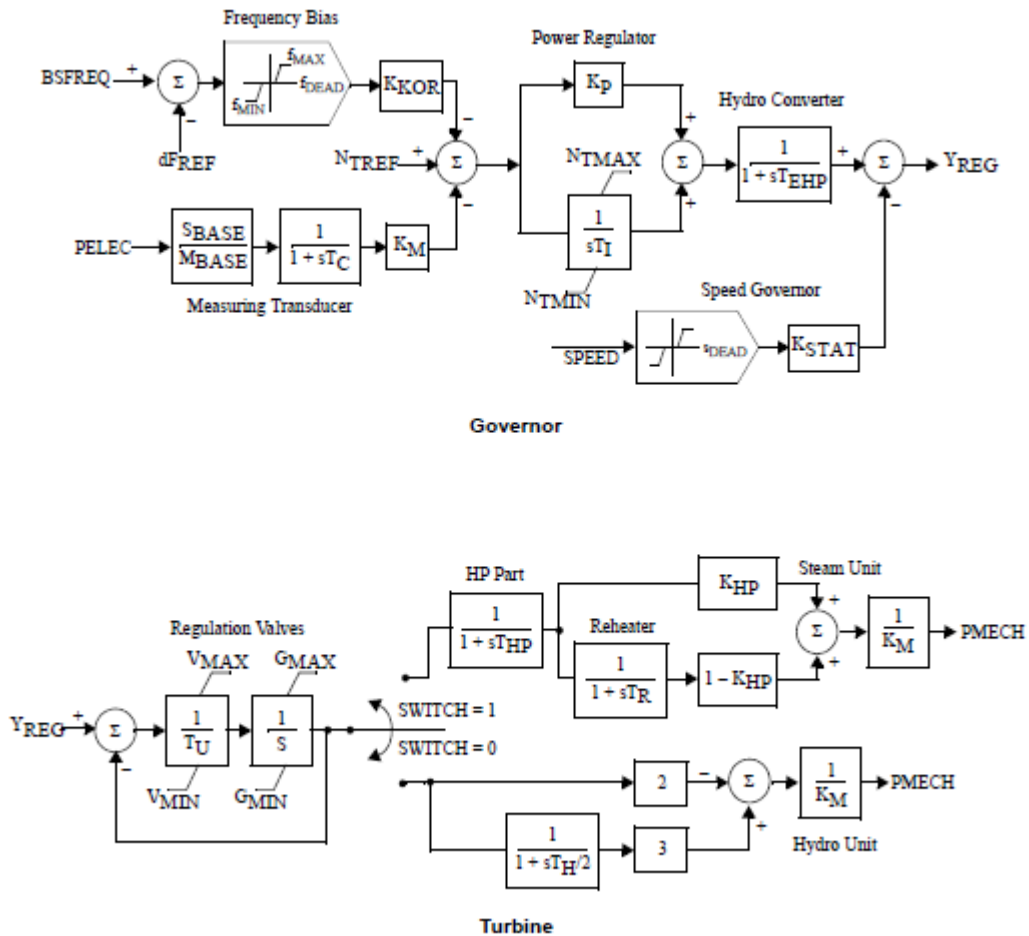 Frequency Bias
BSFREQ
+
Σ
−
dFREF
fMAX
fDEAD
fMIN
KKOR
−
NTREF
+
Σ
−
PELEC
SBASE
MBASE
1
1 + sTC
KM
Measuring Transducer
Power Regulator
KP
+
NTMAX
1
sTI
NTMIN
Σ
+
Hydro Converter
1
1 + sTEHP
+
Σ
−
YREG
Speed Governor
SPEED
sDEAD
KSTAT
Governor
HP Part
1
1 + sTHP
Reheater
1
1 + sTR
KHP
1 − KHP
Steam Unit
+
Σ
+
1
KM
PMECH
Regulation Valves
VMAX
GMAX
YREG
+
Σ
−
1
TU
1
S
VMIN
GMIN
SWITCH = 1
SWITCH = 0
2
−
Σ
+
1
KM
PMECH
1
1 + sTH/2
3
Hydro Unit
Turbine